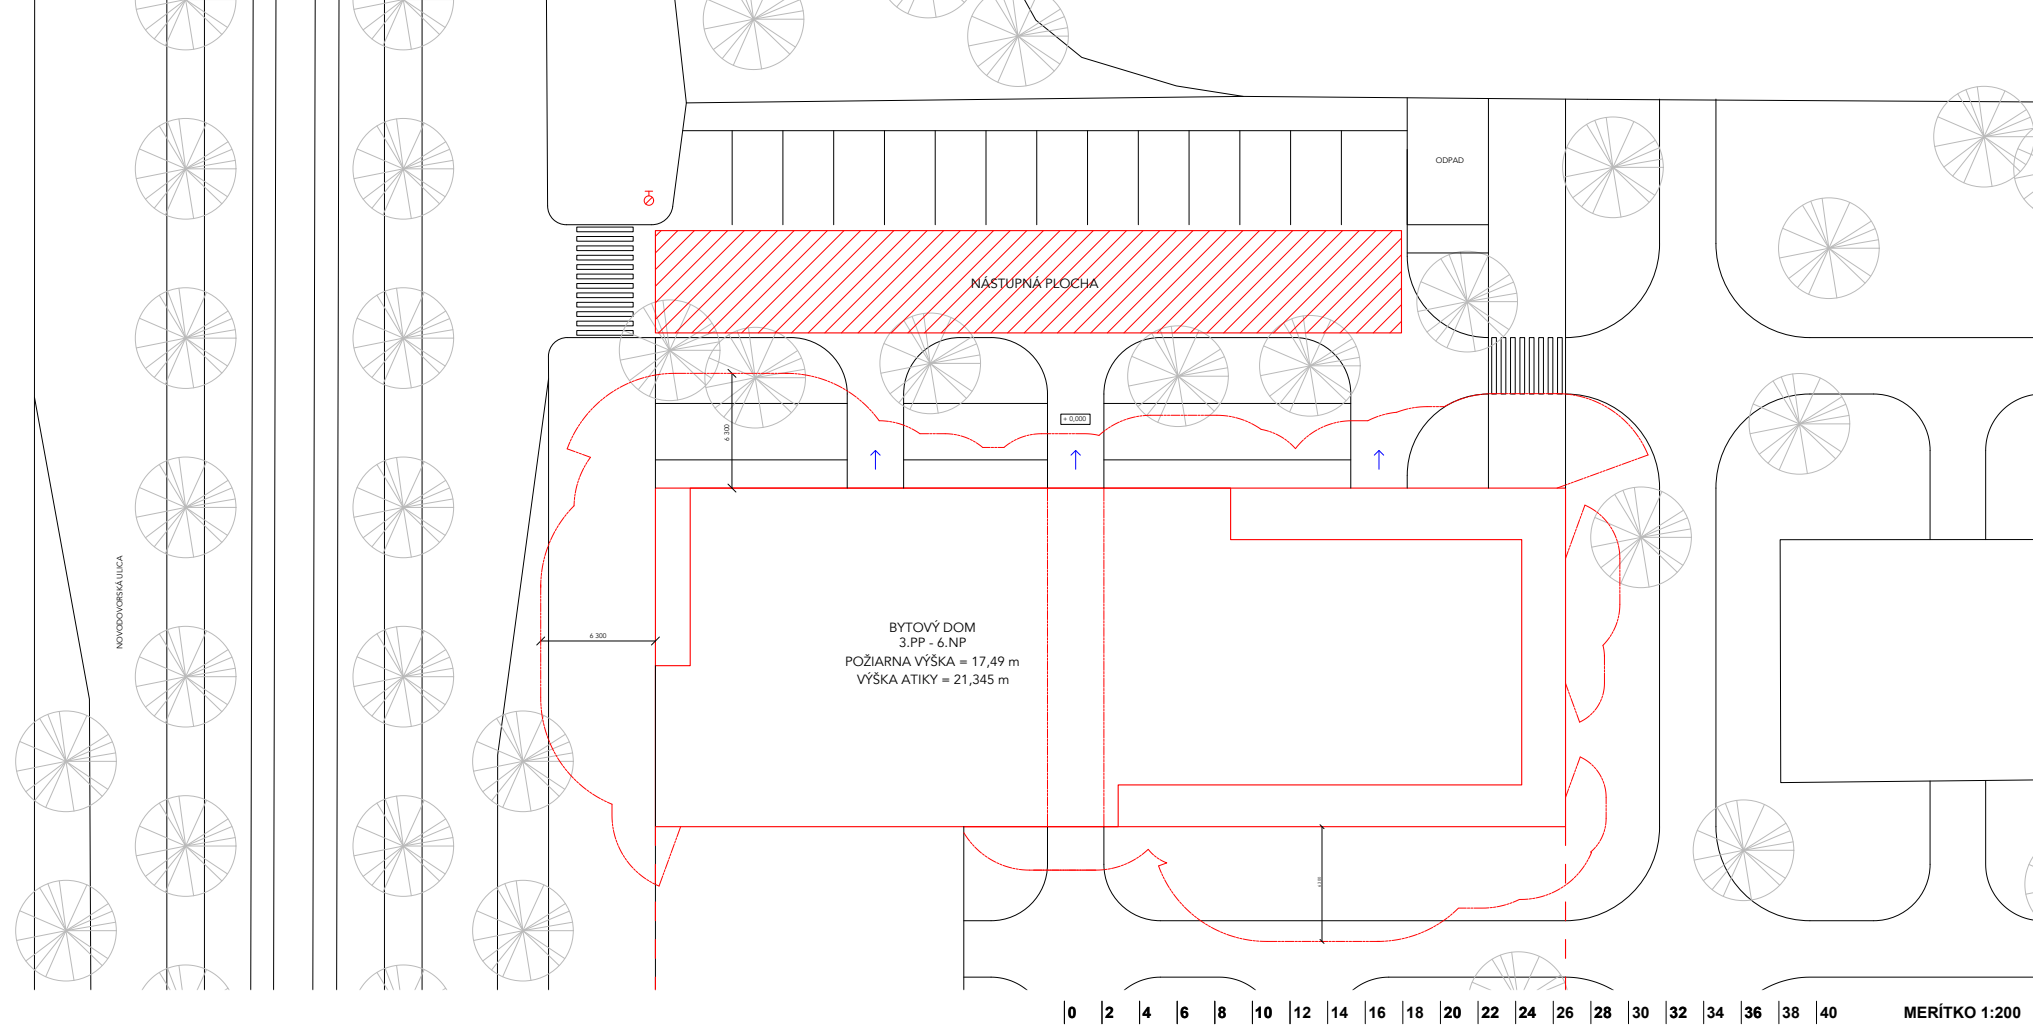 ODPAD
NÁSTUPNÁ PLOCHA
+ 0,000
6 300
NOVODOVORSKÁ ULICA
6 300
BYTOVÝ DOM
3.PP - 6.NP
POŽIARNA VÝŠKA = 17,49 m
VÝŠKA ATIKY = 21,345 m
0 2 4 6 8 10 12 14 16 18 20 22 24 26 28 30 32 34 36 38 40 MERÍTKO 1:200